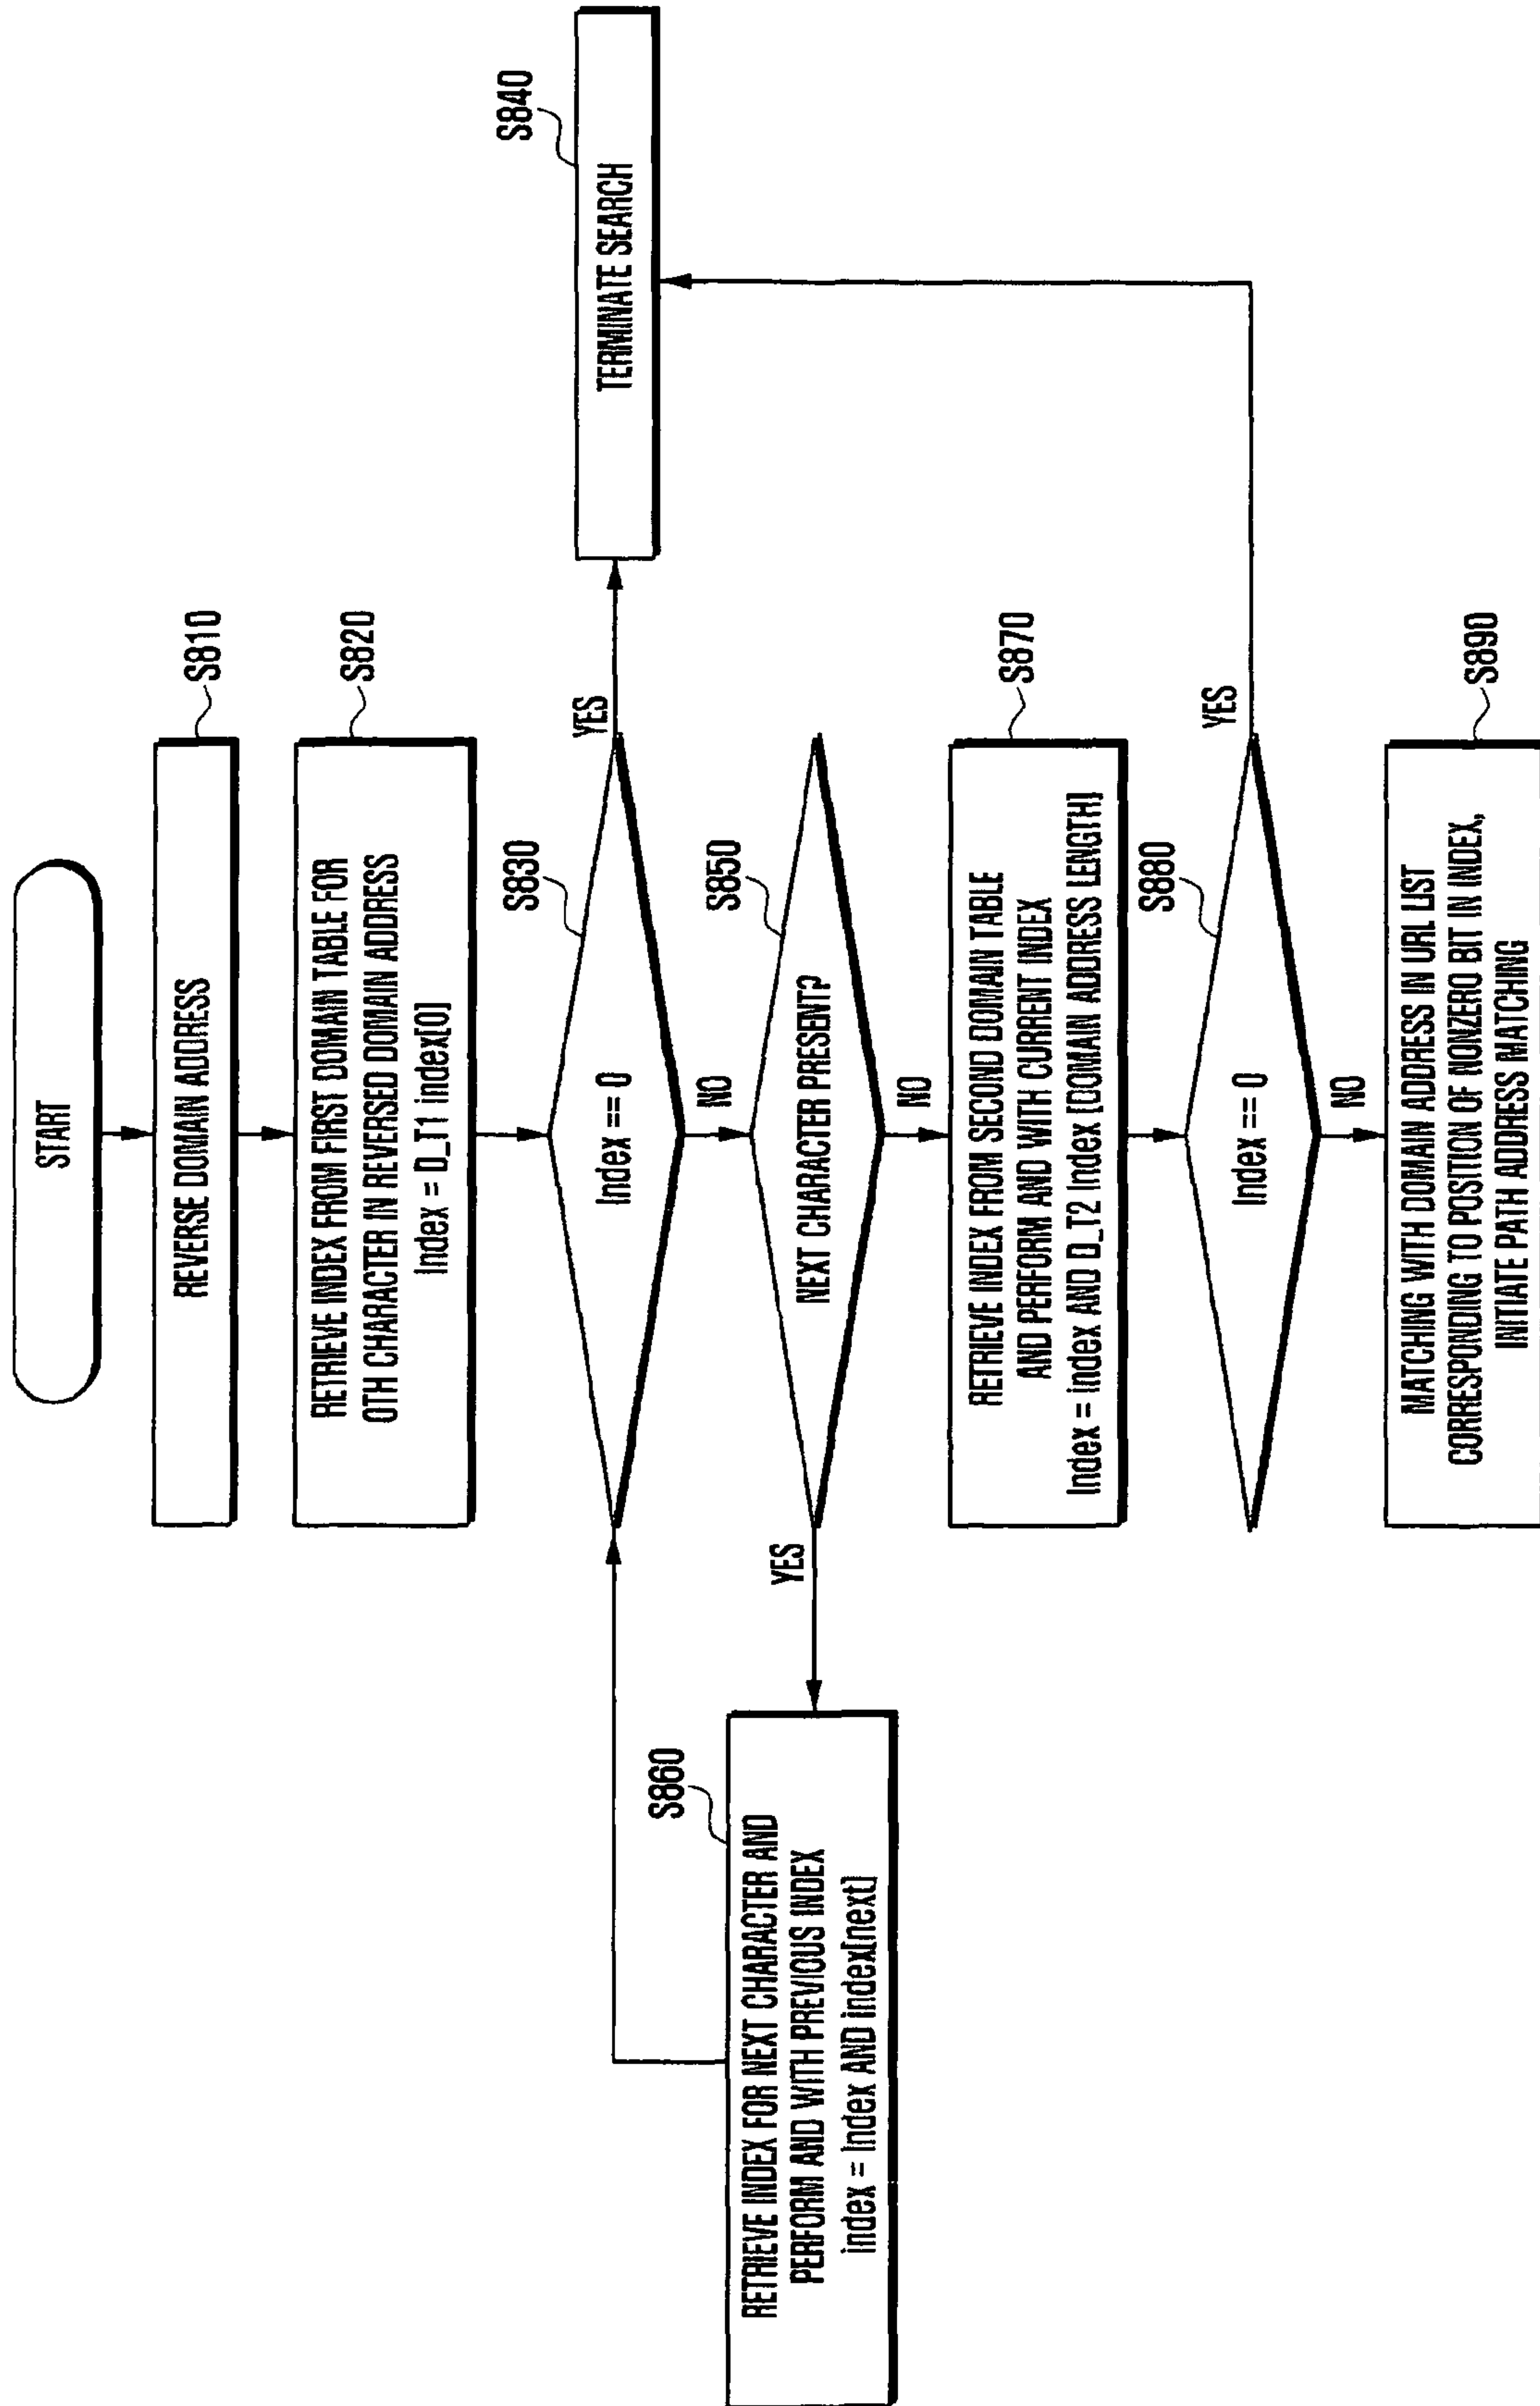 START
REVERSE DOMAIN ADDRESS
S810
RETRIEVE INDEX FROM FIRST DOMAIN TABLE FOR
0TH CHARACTER IN REVERSED DOMAIN ADDRESS
Index = D_T1 index[0]
S820
Index == 0
S830
YES
NO
TERMINATE SEARCH
S840
NEXT CHARACTER PRESENT?
S850
YES
NO
RETRIEVE INDEX FOR NEXT CHARACTER AND
PERFORM AND WITH PREVIOUS INDEX
index = Index AND index[next]
S860
RETRIEVE INDEX FROM SECOND DOMAIN TABLE
AND PERFORM AND WITH CURRENT INDEX
Index = index AND D_T2 Index [DOMAIN ADDRESS LENGTH]
S870
Index == 0
S880
YES
NO
MATCHING WITH DOMAIN ADDRESS IN URL LIST
CORRESPONDING TO POSITION OF NONZERO BIT IN INDEX,
INITIATE PATH ADDRESS MATCHING
S890